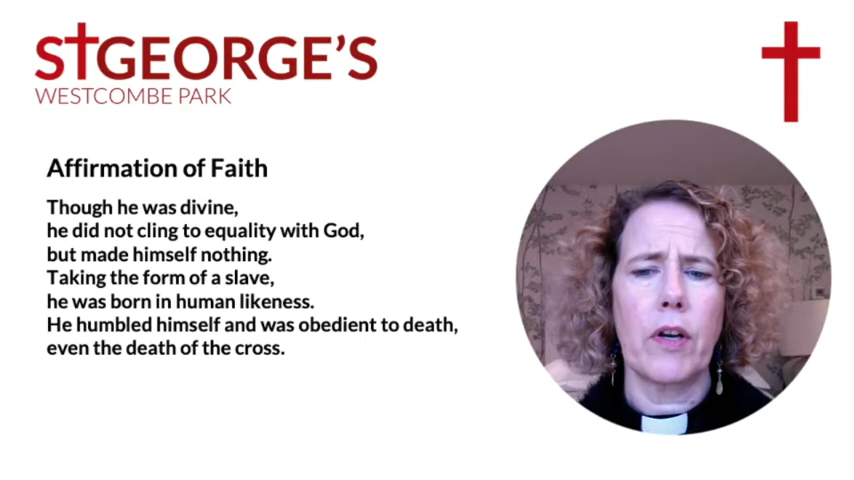 StGEORGE'S
WESTCOMBE PARK
Affirmation of Faith
Though he was divine,
he did not cling to equality with God,
but made himself nothing.
Taking the form of a slave,
he was born in human likeness.
He humbled himself and was obedient to death,
even the death of the cross.